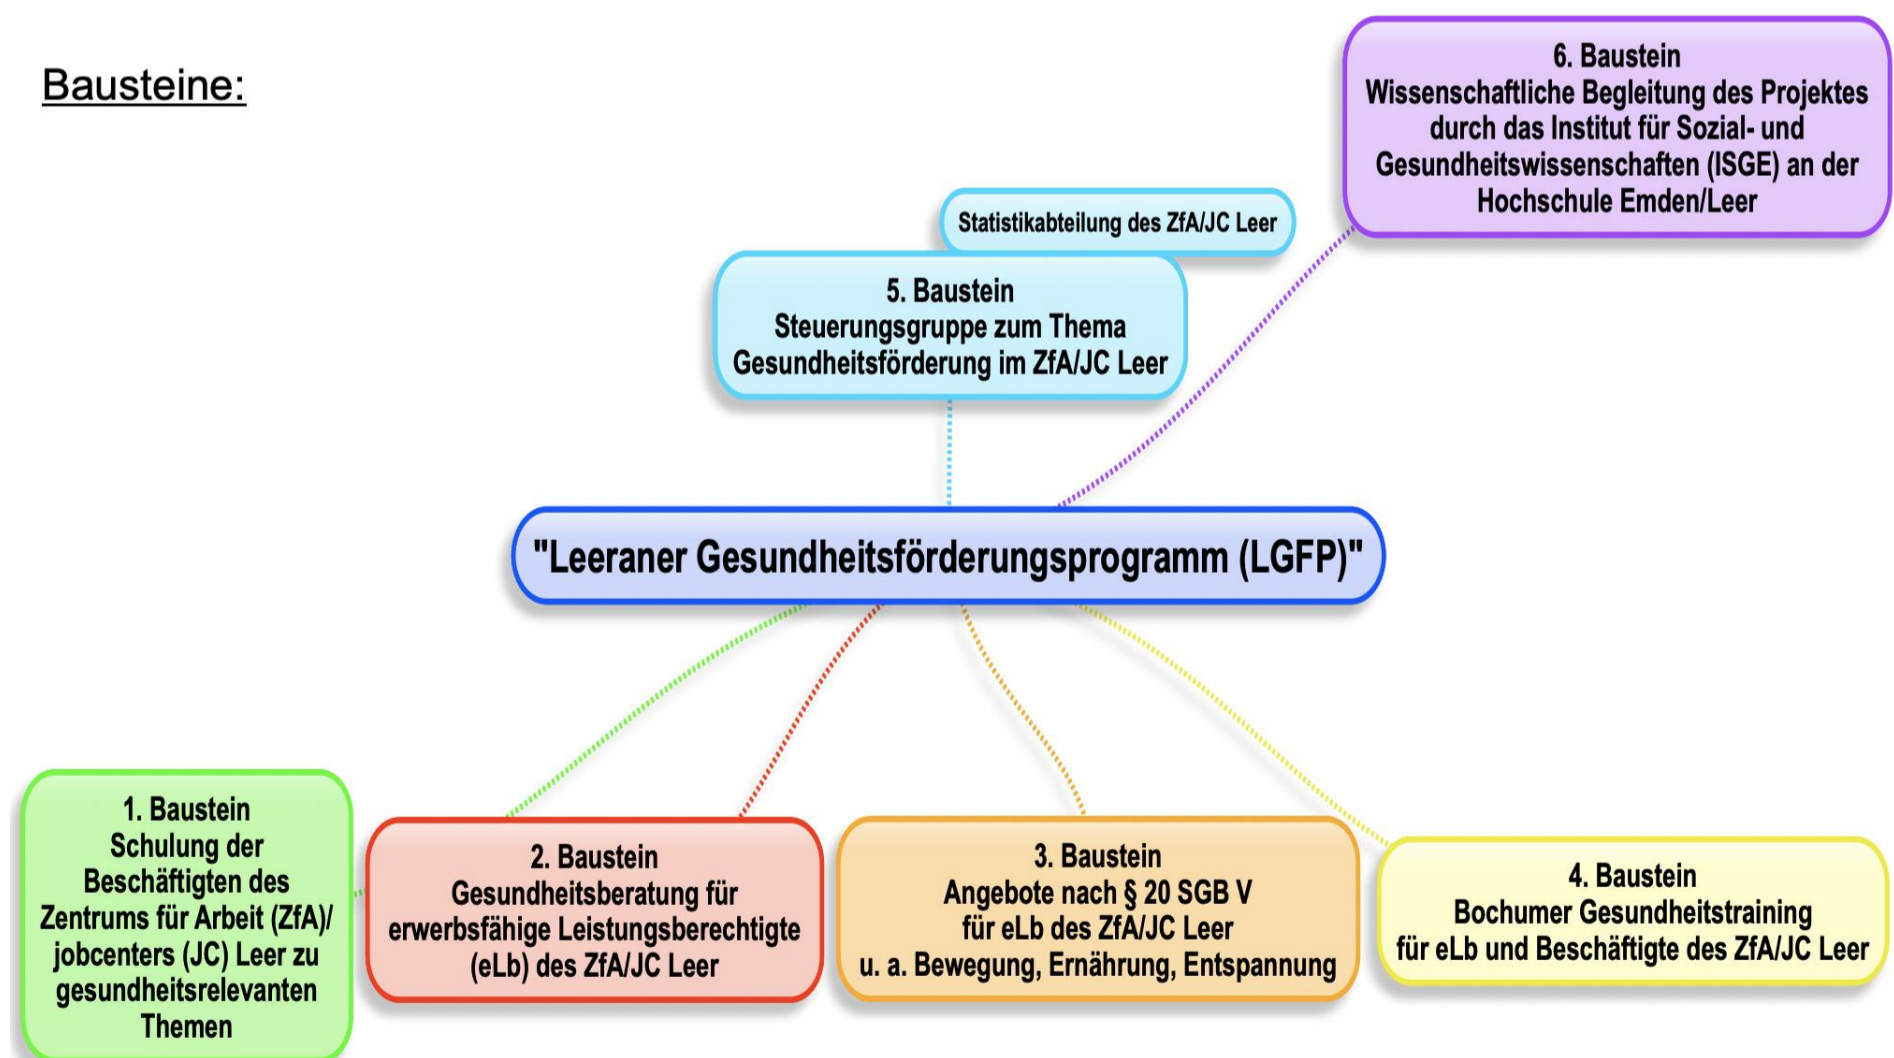 Bausteine:
6. Baustein
Wissenschaftliche Begleitung des Projektes
durch das Institut für Sozial- und
Gesundheitswissenschaften (ISGE) an der
Hochschule Emden/Leer
Statistikabteilung des ZfA/JC Leer
5. Baustein
Steuerungsgruppe zum Thema
Gesundheitsförderung im ZfA/JC Leer
"Leeraner Gesundheitsförderungsprogramm (LGFP)"
1. Baustein
Schulung der
Beschäftigten des
Zentrums für Arbeit (ZfA)/
jobcenters (JC) Leer zu
gesundheitsrelevanten
Themen
2. Baustein
Gesundheitsberatung für
erwerbsfähige Leistungsberechtigte
(eLb) des ZfA/JC Leer
3. Baustein
Angebote nach § 20 SGB V
für eLb des ZfA/JC Leer
u. a. Bewegung, Ernährung, Entspannung
4. Baustein
Bochumer Gesundheitstraining
für eLb und Beschäftigte des ZfA/JC Leer